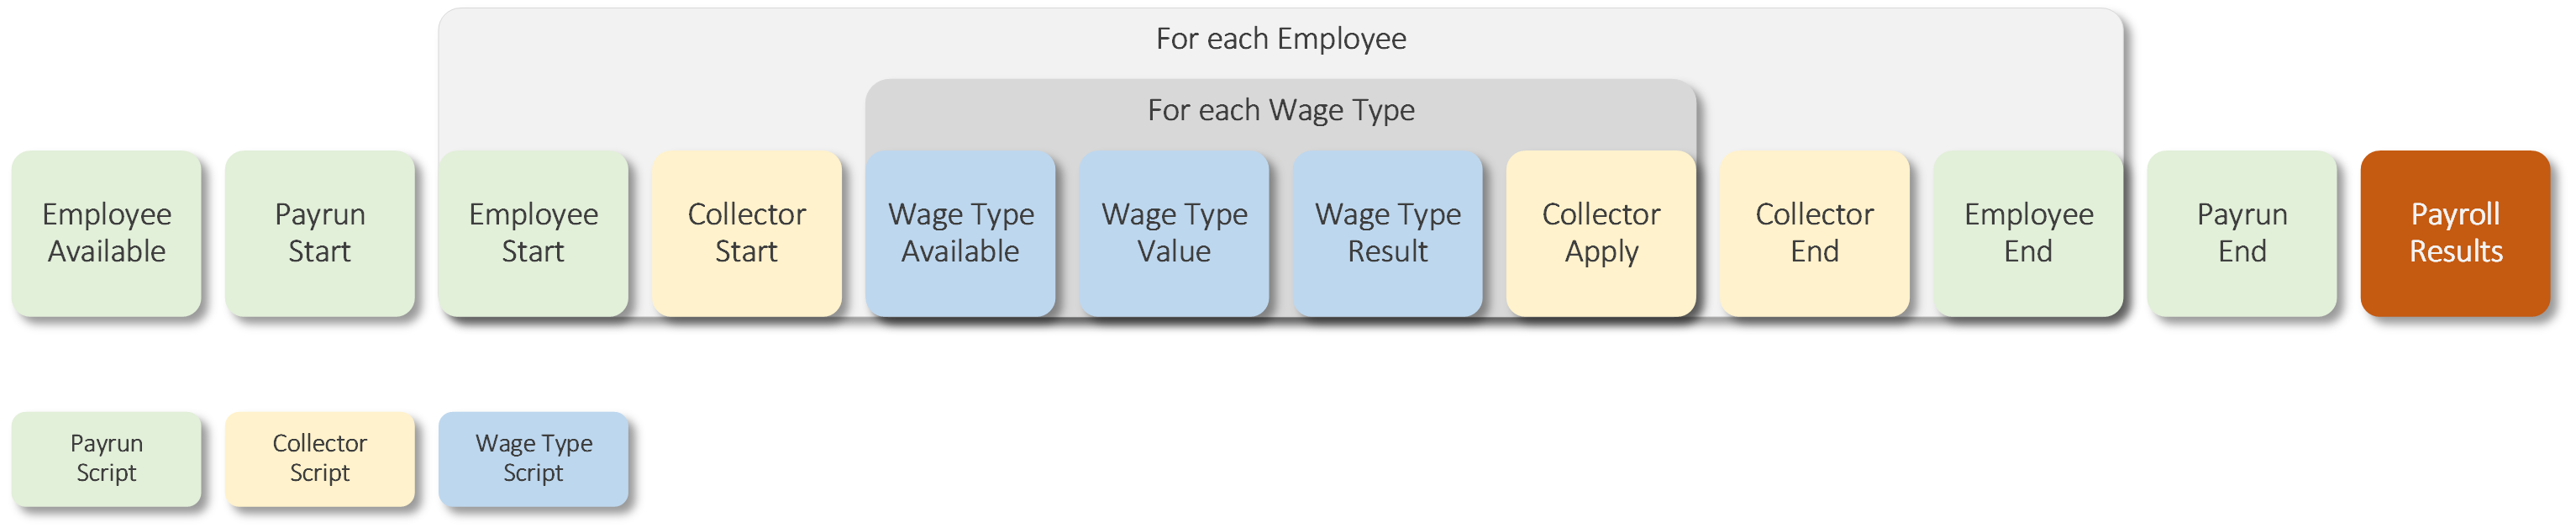 For each Employee
For each Wage Type
Employee
Available
Payrun
Start
Employee
Start
Collector
Start
Wage Type
Available
Wage Type
Value
Wage Type
Result
Collector
Apply
Collector
End
Employee
End
Payrun
End
Payroll
Results
Payrun
Script
Collector
Script
Wage Type
Script